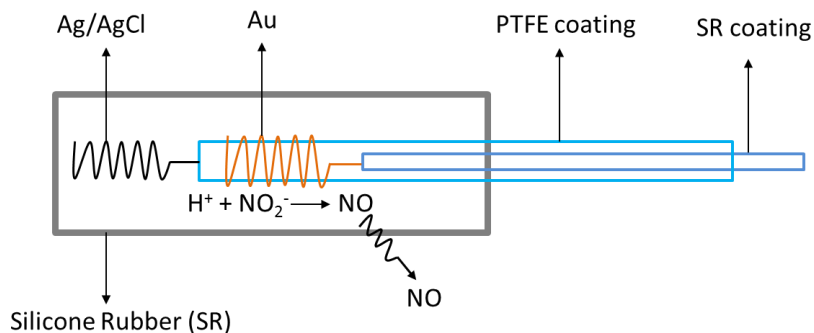 Ag/AgCl
Au
PTFE coating
SR coating
H⁺ + NO₂⁻ → NO
NO
Silicone Rubber (SR)